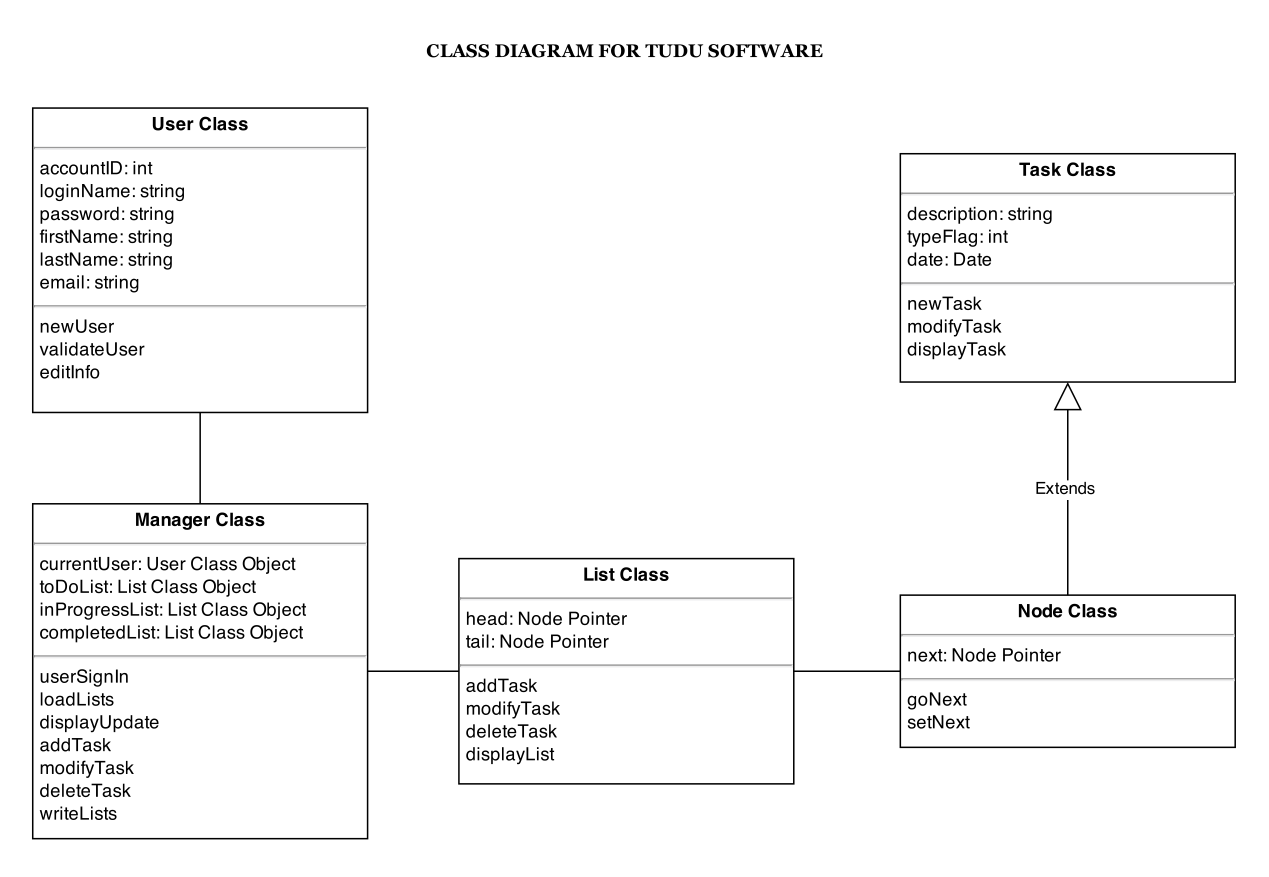 CLASS DIAGRAM FOR TUDU SOFTWARE
User Class
accountID: int
loginName: string
password: string
firstName: string
lastName: string
email: string
newUser
validateUser
editInfo
Task Class
description: string
typeFlag: int
date: Date
newTask
modifyTask
displayTask
Extends
Manager Class
currentUser: User Class Object
toDoList: List Class Object
inProgressList: List Class Object
completedList: List Class Object
userSignIn
loadLists
displayUpdate
addTask
modifyTask
deleteTask
writeLists
List Class
head: Node Pointer
tail: Node Pointer
addTask
modifyTask
deleteTask
displayList
Node Class
next: Node Pointer
goNext
setNext